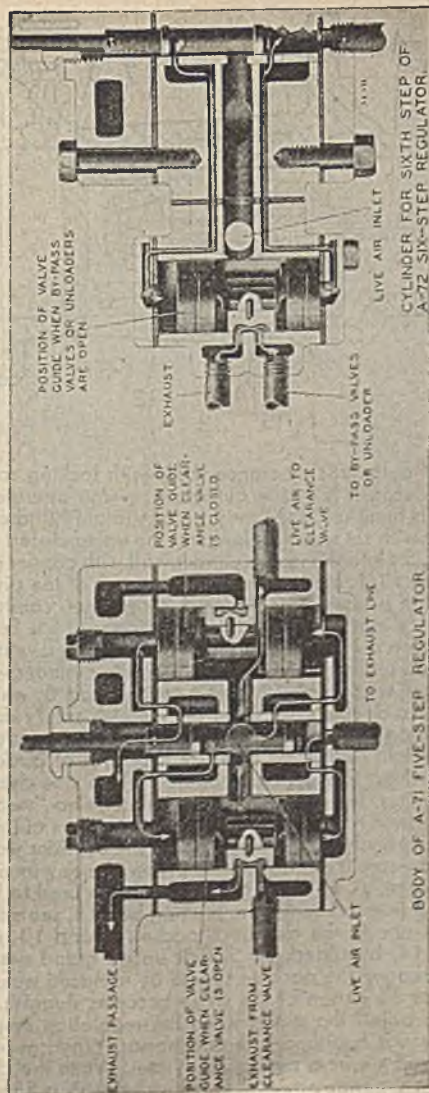 POSITION OF VALVE
GUIDE WHEN BY-PASS
VALVES OR UNLOADERS
ARE OPEN
EXHAUST
TO BY-PASS VALVES
OR UNLOADER
LIVE AIR INLET
CYLINDER FOR SIXTH STEP OF
A-72 SIX-STEP REGULATOR.
EXHAUST PASSAGE
POSITION OF VALVE
GUIDE WHEN CLEAR-
ANCE VALVE IS OPEN
EXHAUST FROM
CLEARANCE VALVE
LIVE AIR INLET
POSITION OF
VALVE GUIDE
WHEN CLEAR-
ANCE VALVE
IS CLOSED
LIVE AIR TO
CLEARANCE
VALVE
TO EXHAUST LINE
BODY OF A-71 FIVE-STEP REGULATOR